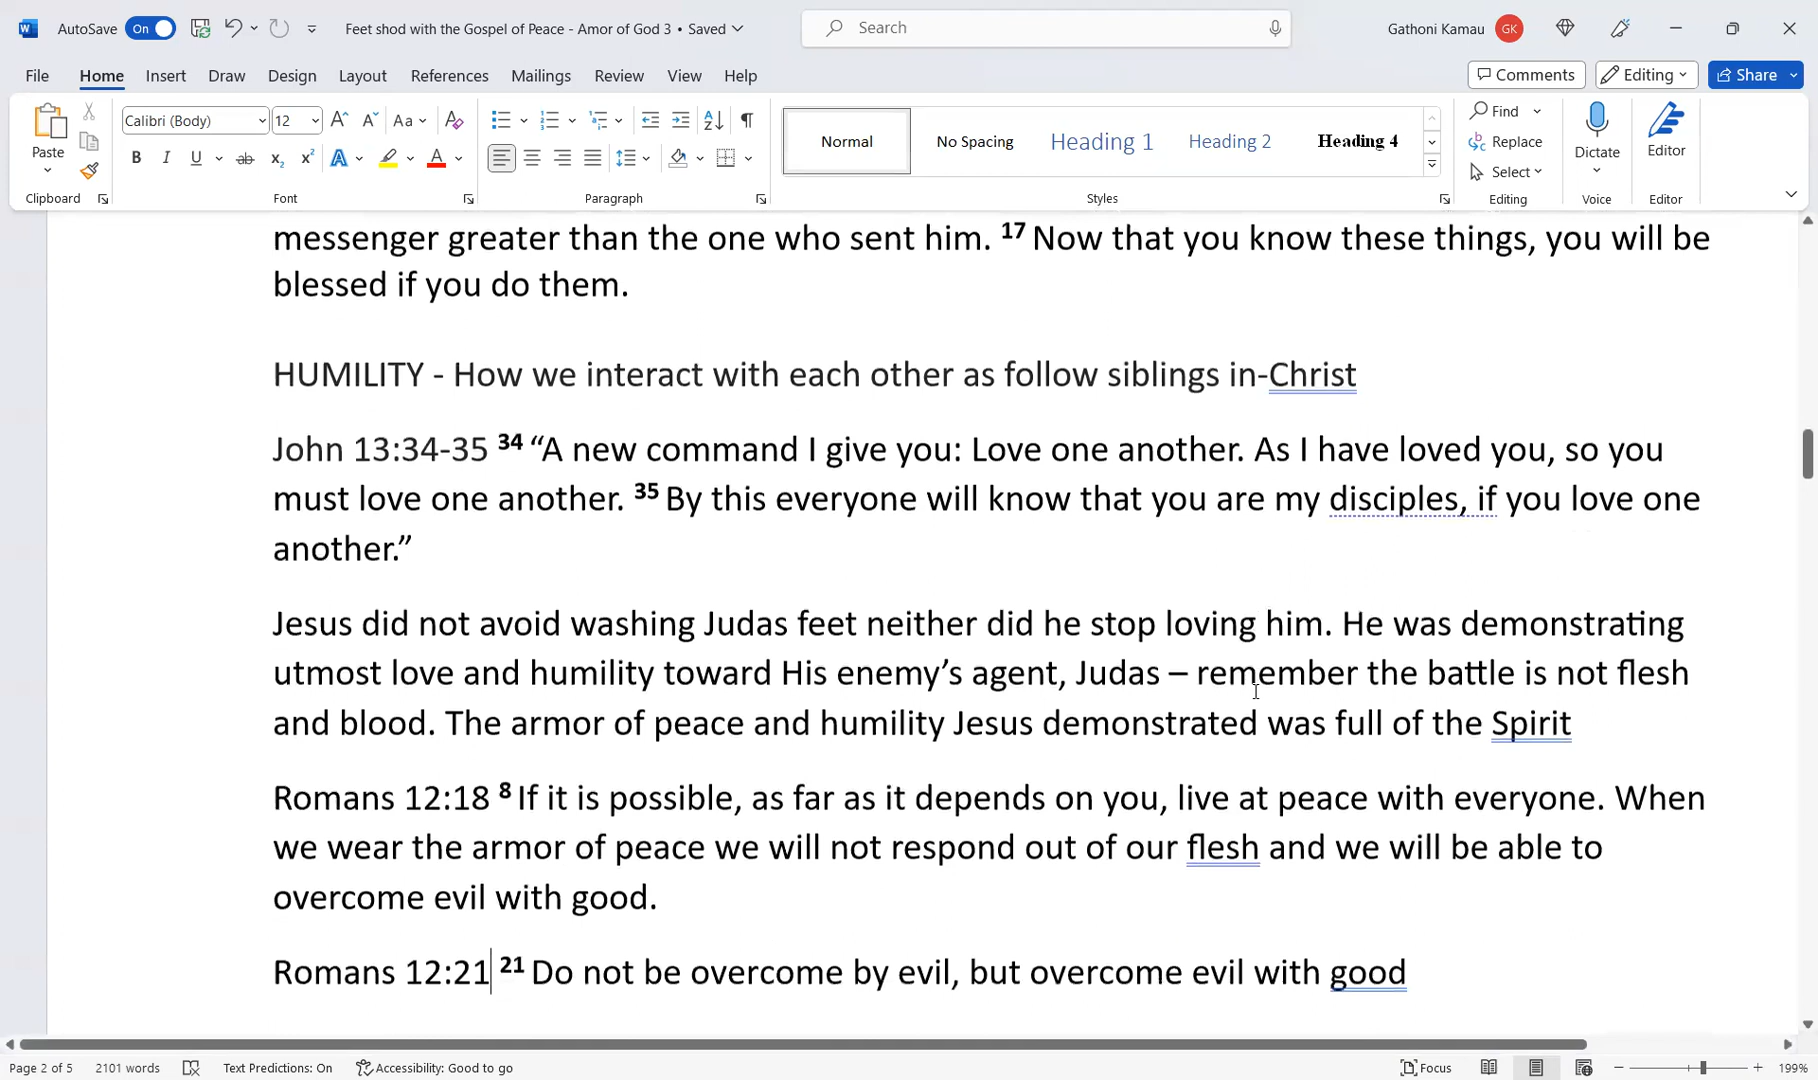 AutoSave On Feet shod with the Gospel of Peace - Amor of God 3 • Saved Search Gathoni Kamau GK
File Home Insert Draw Design Layout References Mailings Review View Help Comments Editing Share
Paste Calibri (Body) 12 Aa Normal No Spacing Heading 1 Heading 2 Heading 4 Find Replace Select Dictate Editor
Clipboard Font Paragraph Styles Editing Voice Editor
messenger greater than the one who sent him. 17 Now that you know these things, you will be
blessed if you do them.
HUMILITY - How we interact with each other as follow siblings in-Christ
John 13:34-35 34 “A new command I give you: Love one another. As I have loved you, so you
must love one another. 35 By this everyone will know that you are my disciples, if you love one
another.”
Jesus did not avoid washing Judas feet neither did he stop loving him. He was demonstrating
utmost love and humility toward His enemy’s agent, Judas – remember the battle is not flesh
and blood. The armor of peace and humility Jesus demonstrated was full of the Spirit
Romans 12:18 8 If it is possible, as far as it depends on you, live at peace with everyone. When
we wear the armor of peace we will not respond out of our flesh and we will be able to
overcome evil with good.
Romans 12:21 21 Do not be overcome by evil, but overcome evil with good
Page 2 of 5 2101 words Text Predictions: On Accessibility: Good to go Focus 199%